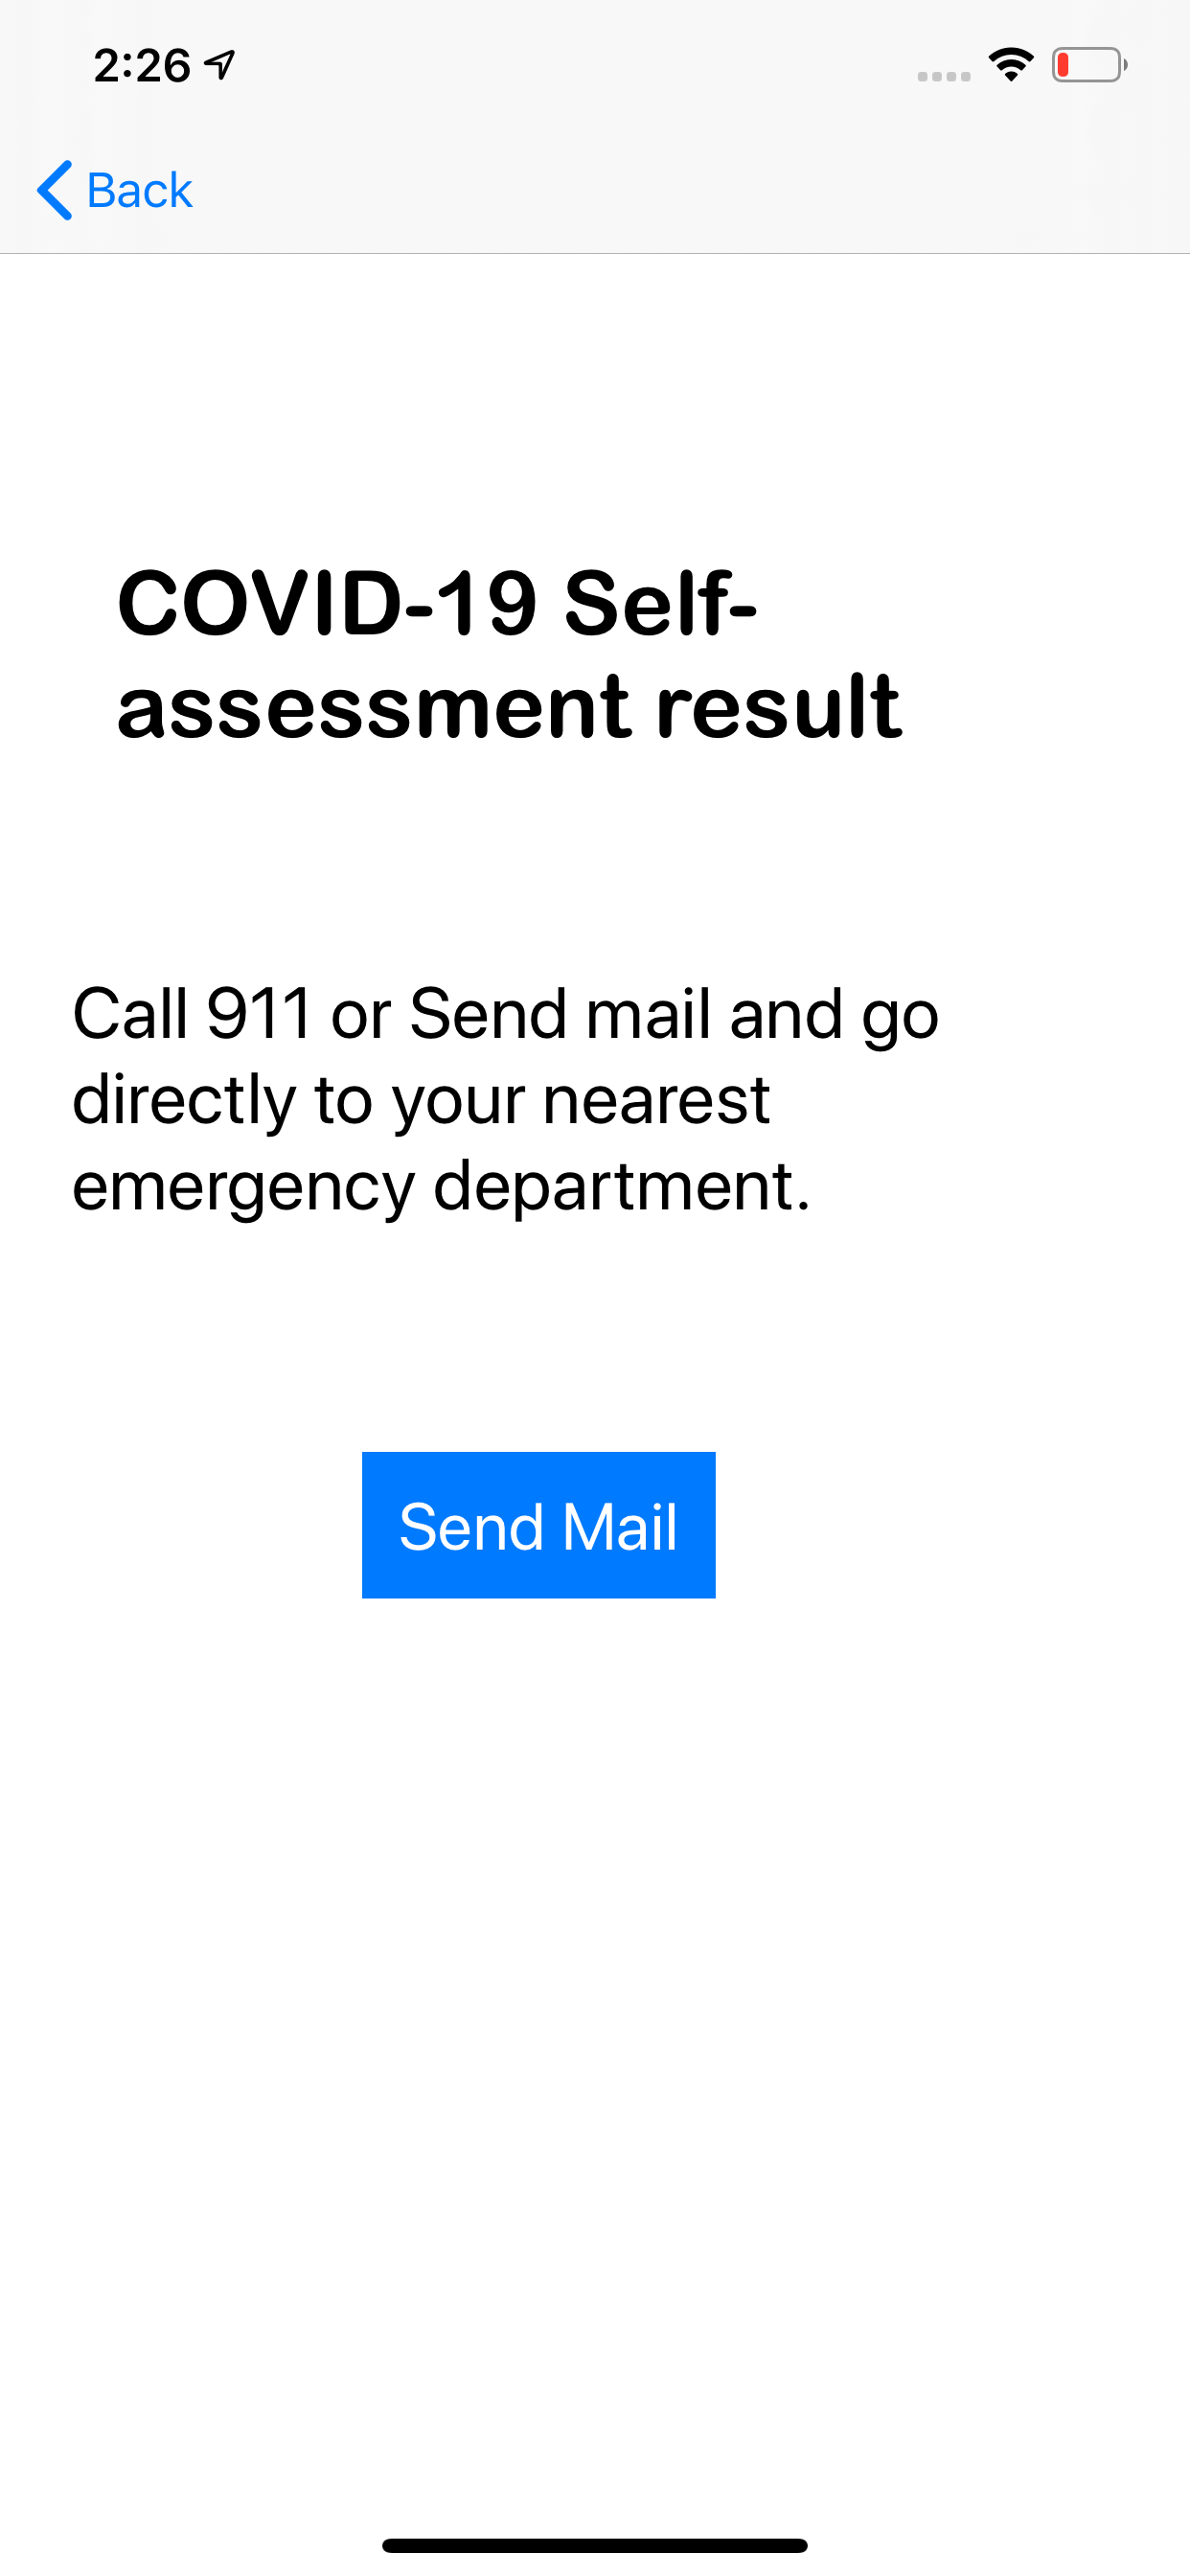 2:26
Back
COVID-19 Self-
assessment result
Call 911 or Send mail and go
directly to your nearest
emergency department.
Send Mail